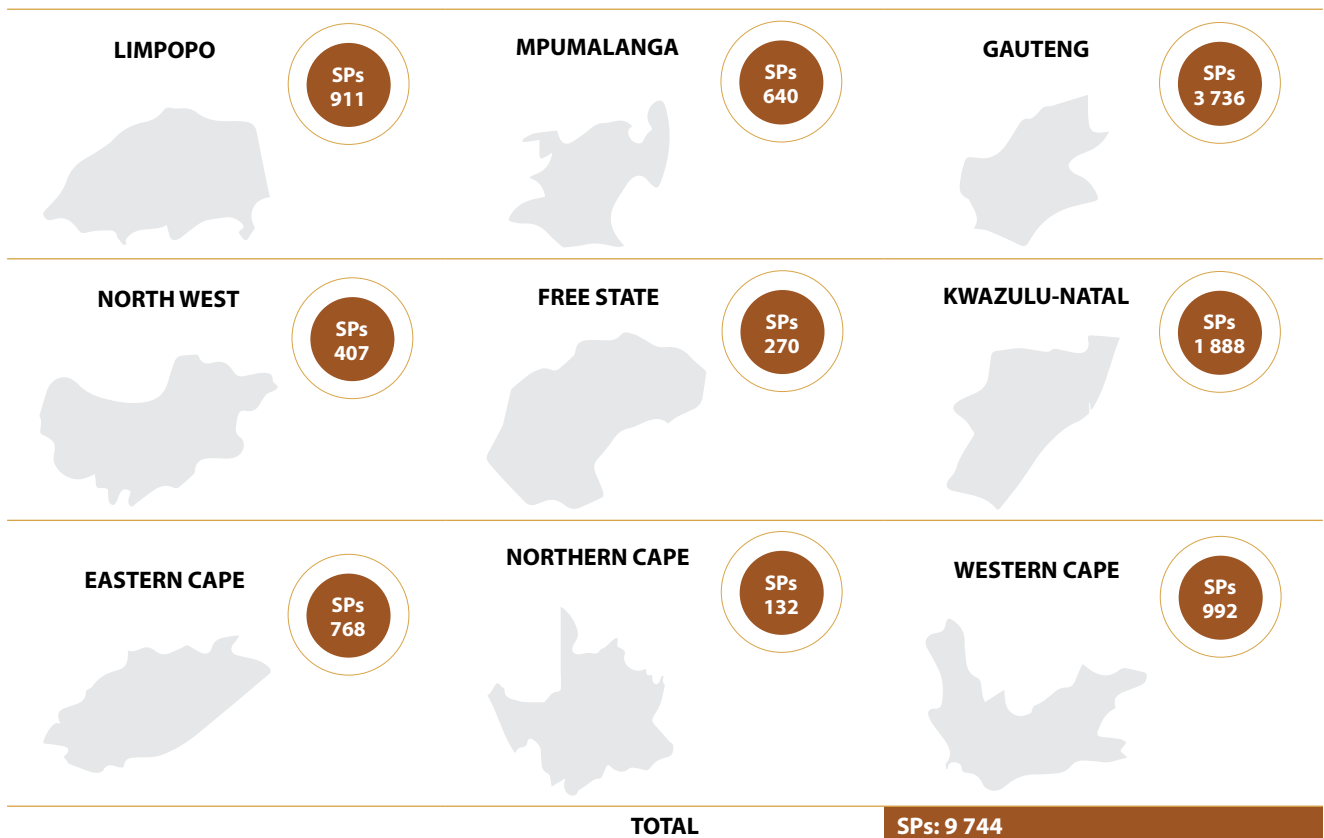 LIMPOPO
SPs
911
MPUMALANGA
SPs
640
GAUTENG
SPs
3 736
NORTH WEST
SPs
407
FREE STATE
SPs
270
KWAZULU-NATAL
SPs
1 888
EASTERN CAPE
SPs
768
NORTHERN CAPE
SPs
132
WESTERN CAPE
SPs
992
TOTAL
SPs: 9 744